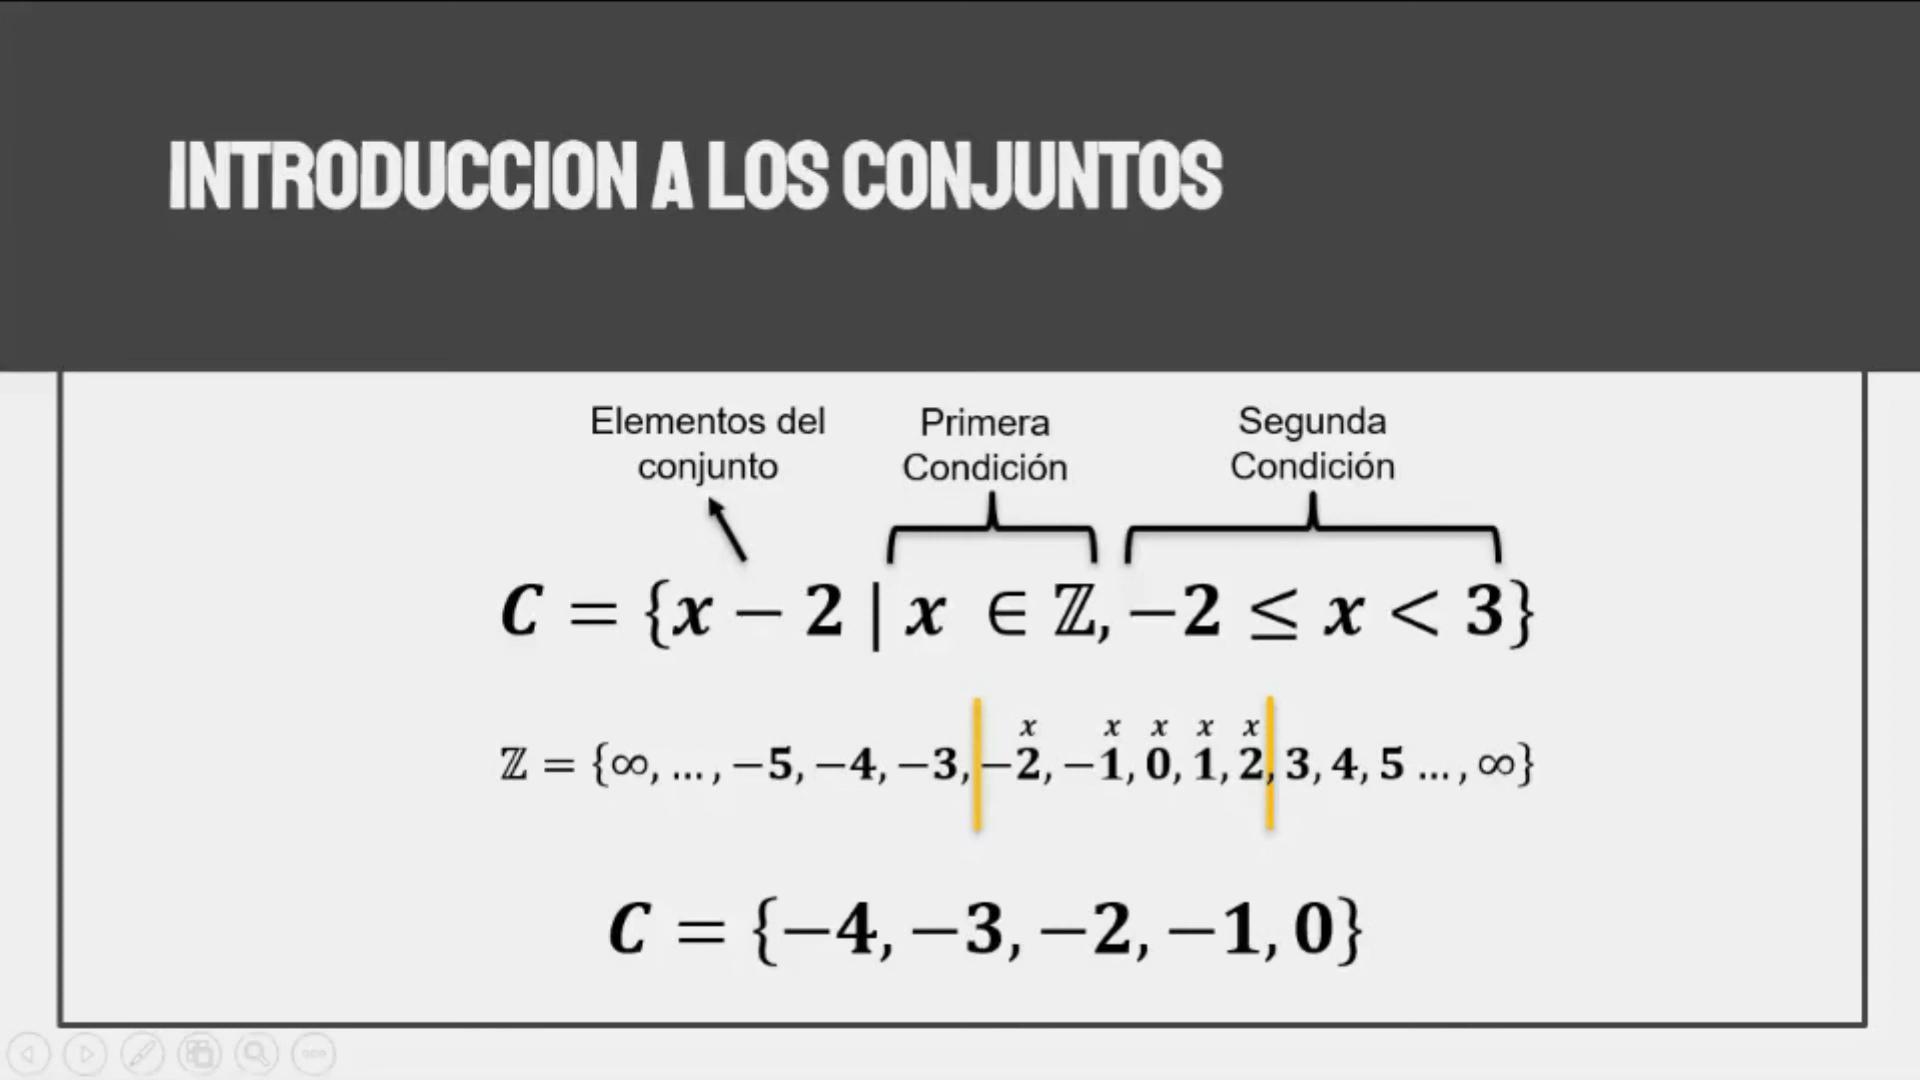 INTRODUCCION A LOS CONJUNTOS
Elementos del conjunto
Primera Condición
Segunda Condición
C = {x − 2 | x ∈ ℤ, −2 ≤ x < 3}
x x x x x
ℤ = {∞, ... , −5, −4, −3, −2, −1, 0, 1, 2, 3, 4, 5 ... , ∞}
C = {−4, −3, −2, −1, 0}